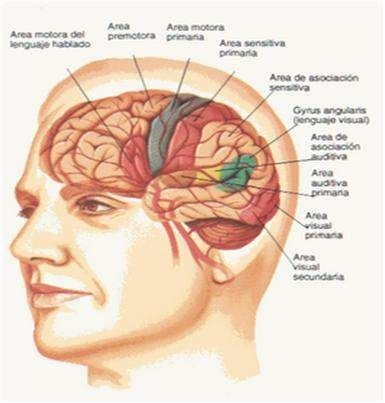 Area motora del
lenguaje hablado
Area
premotora
Area motora
primaria
Area sensitiva
primaria
Area de asociación
sensitiva
Gyrus angularis
(lenguaje visual)
Area de
asociación
auditiva
Area
auditiva
primaria
Area
visual
primaria
Area
visual
secundaria